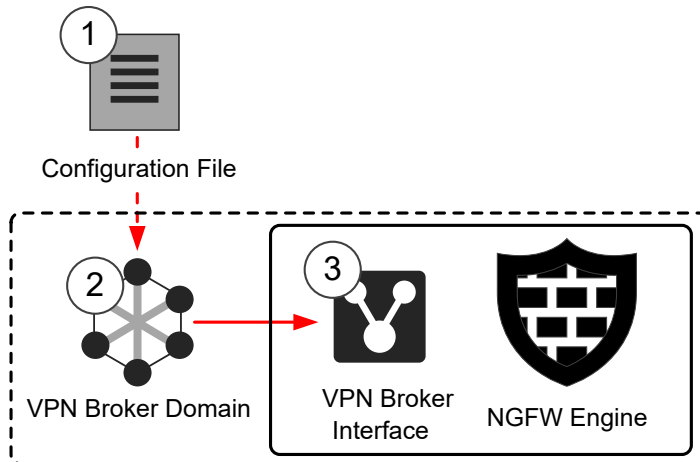 1
Configuration File
2
3
VPN Broker Domain
VPN Broker
Interface
NGFW Engine